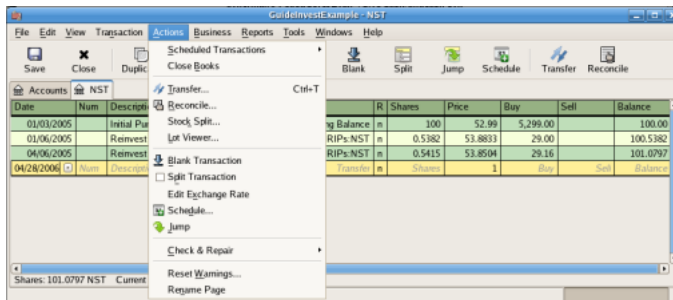 GuideInvestExample - NST
File Edit View Transaction Actions Business Reports Tools Windows Help
Save Close Duplic Blank Split Jump Schedule Transfer Reconcile
Accounts NST
Scheduled Transactions
Close Books
Transfer... Ctrl+T
Reconcile...
Stock Split...
Lot Viewer...
Blank Transaction
Split Transaction
Edit Exchange Rate
Schedule...
Jump
Check & Repair
Reset Warnings...
Rename Page
Date Num Descripti R Shares Price Buy Sell Balance
01/03/2005 Initial Pur ng Balance n 100 52.99 5,299.00 100.00
01/06/2005 Reinvest RIPs:NST n 0.5382 53.8833 29.00 100.5382
04/06/2005 Reinvest RIPs:NST n 0.5415 53.8504 29.16 101.0797
04/28/2006 Num Descripti Transfer n Shares 1 Buy Sell Balance
Shares: 101.0797 NST Current